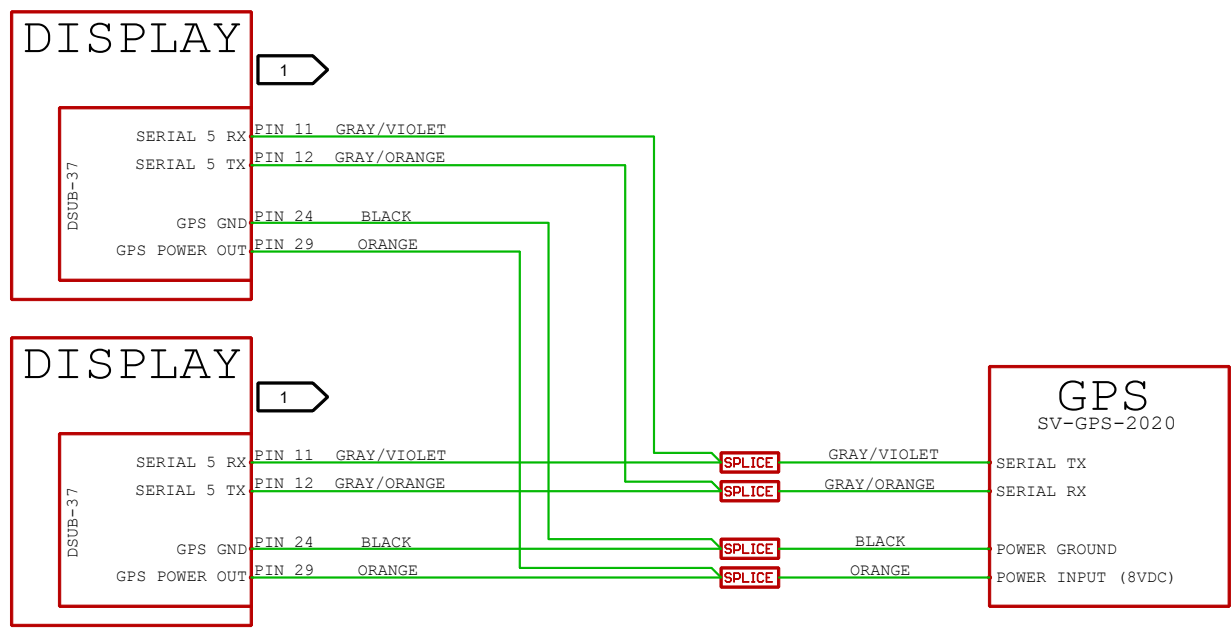 DISPLAY
1
SERIAL 5 RX PIN 11 GRAY/VIOLET
SERIAL 5 TX PIN 12 GRAY/ORANGE
DSUB-37
GPS GND PIN 24 BLACK
GPS POWER OUT PIN 29 ORANGE
DISPLAY
1
GPS
SV-GPS-2020
SERIAL 5 RX PIN 11 GRAY/VIOLET SPLICE GRAY/VIOLET SERIAL TX
SERIAL 5 TX PIN 12 GRAY/ORANGE SPLICE GRAY/ORANGE SERIAL RX
DSUB-37
GPS GND PIN 24 BLACK SPLICE BLACK POWER GROUND
GPS POWER OUT PIN 29 ORANGE SPLICE ORANGE POWER INPUT (8VDC)